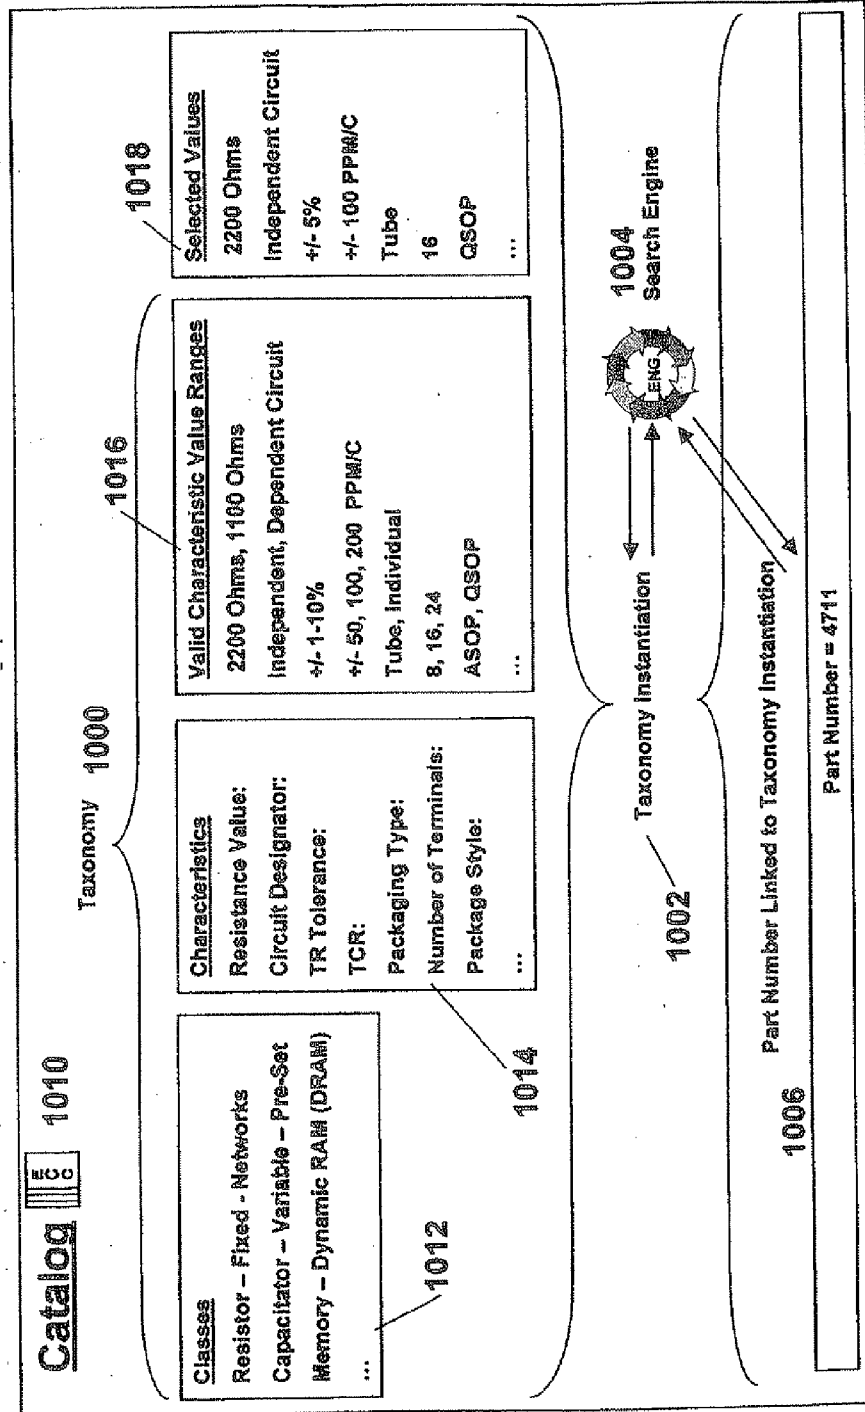 Catalog
ECC
1010
Taxonomy 1000
Classes
Resistor – Fixed - Networks
Capacitator – Variable – Pre-Set
Memory – Dynamic RAM (DRAM)
...
1012
Characteristics
Resistance Value:
Circuit Designator:
TR Tolerance:
TCR:
Packaging Type:
Number of Terminals:
Package Style:
...
1014
1016
Valid Characteristic Value Ranges
2200 Ohms, 1100 Ohms
Independent, Dependent Circuit
+/- 1-10%
+/- 50, 100, 200 PPM/C
Tube, Individual
8, 16, 24
ASOP, QSOP
...
1018
Selected Values
2200 Ohms
Independent Circuit
+/- 5%
+/- 100 PPM/C
Tube
16
QSOP
...
1002
Taxonomy Instantiation
ENG.
1004
Search Engine
1006
Part Number Linked to Taxonomy Instantiation
Part Number = 4711